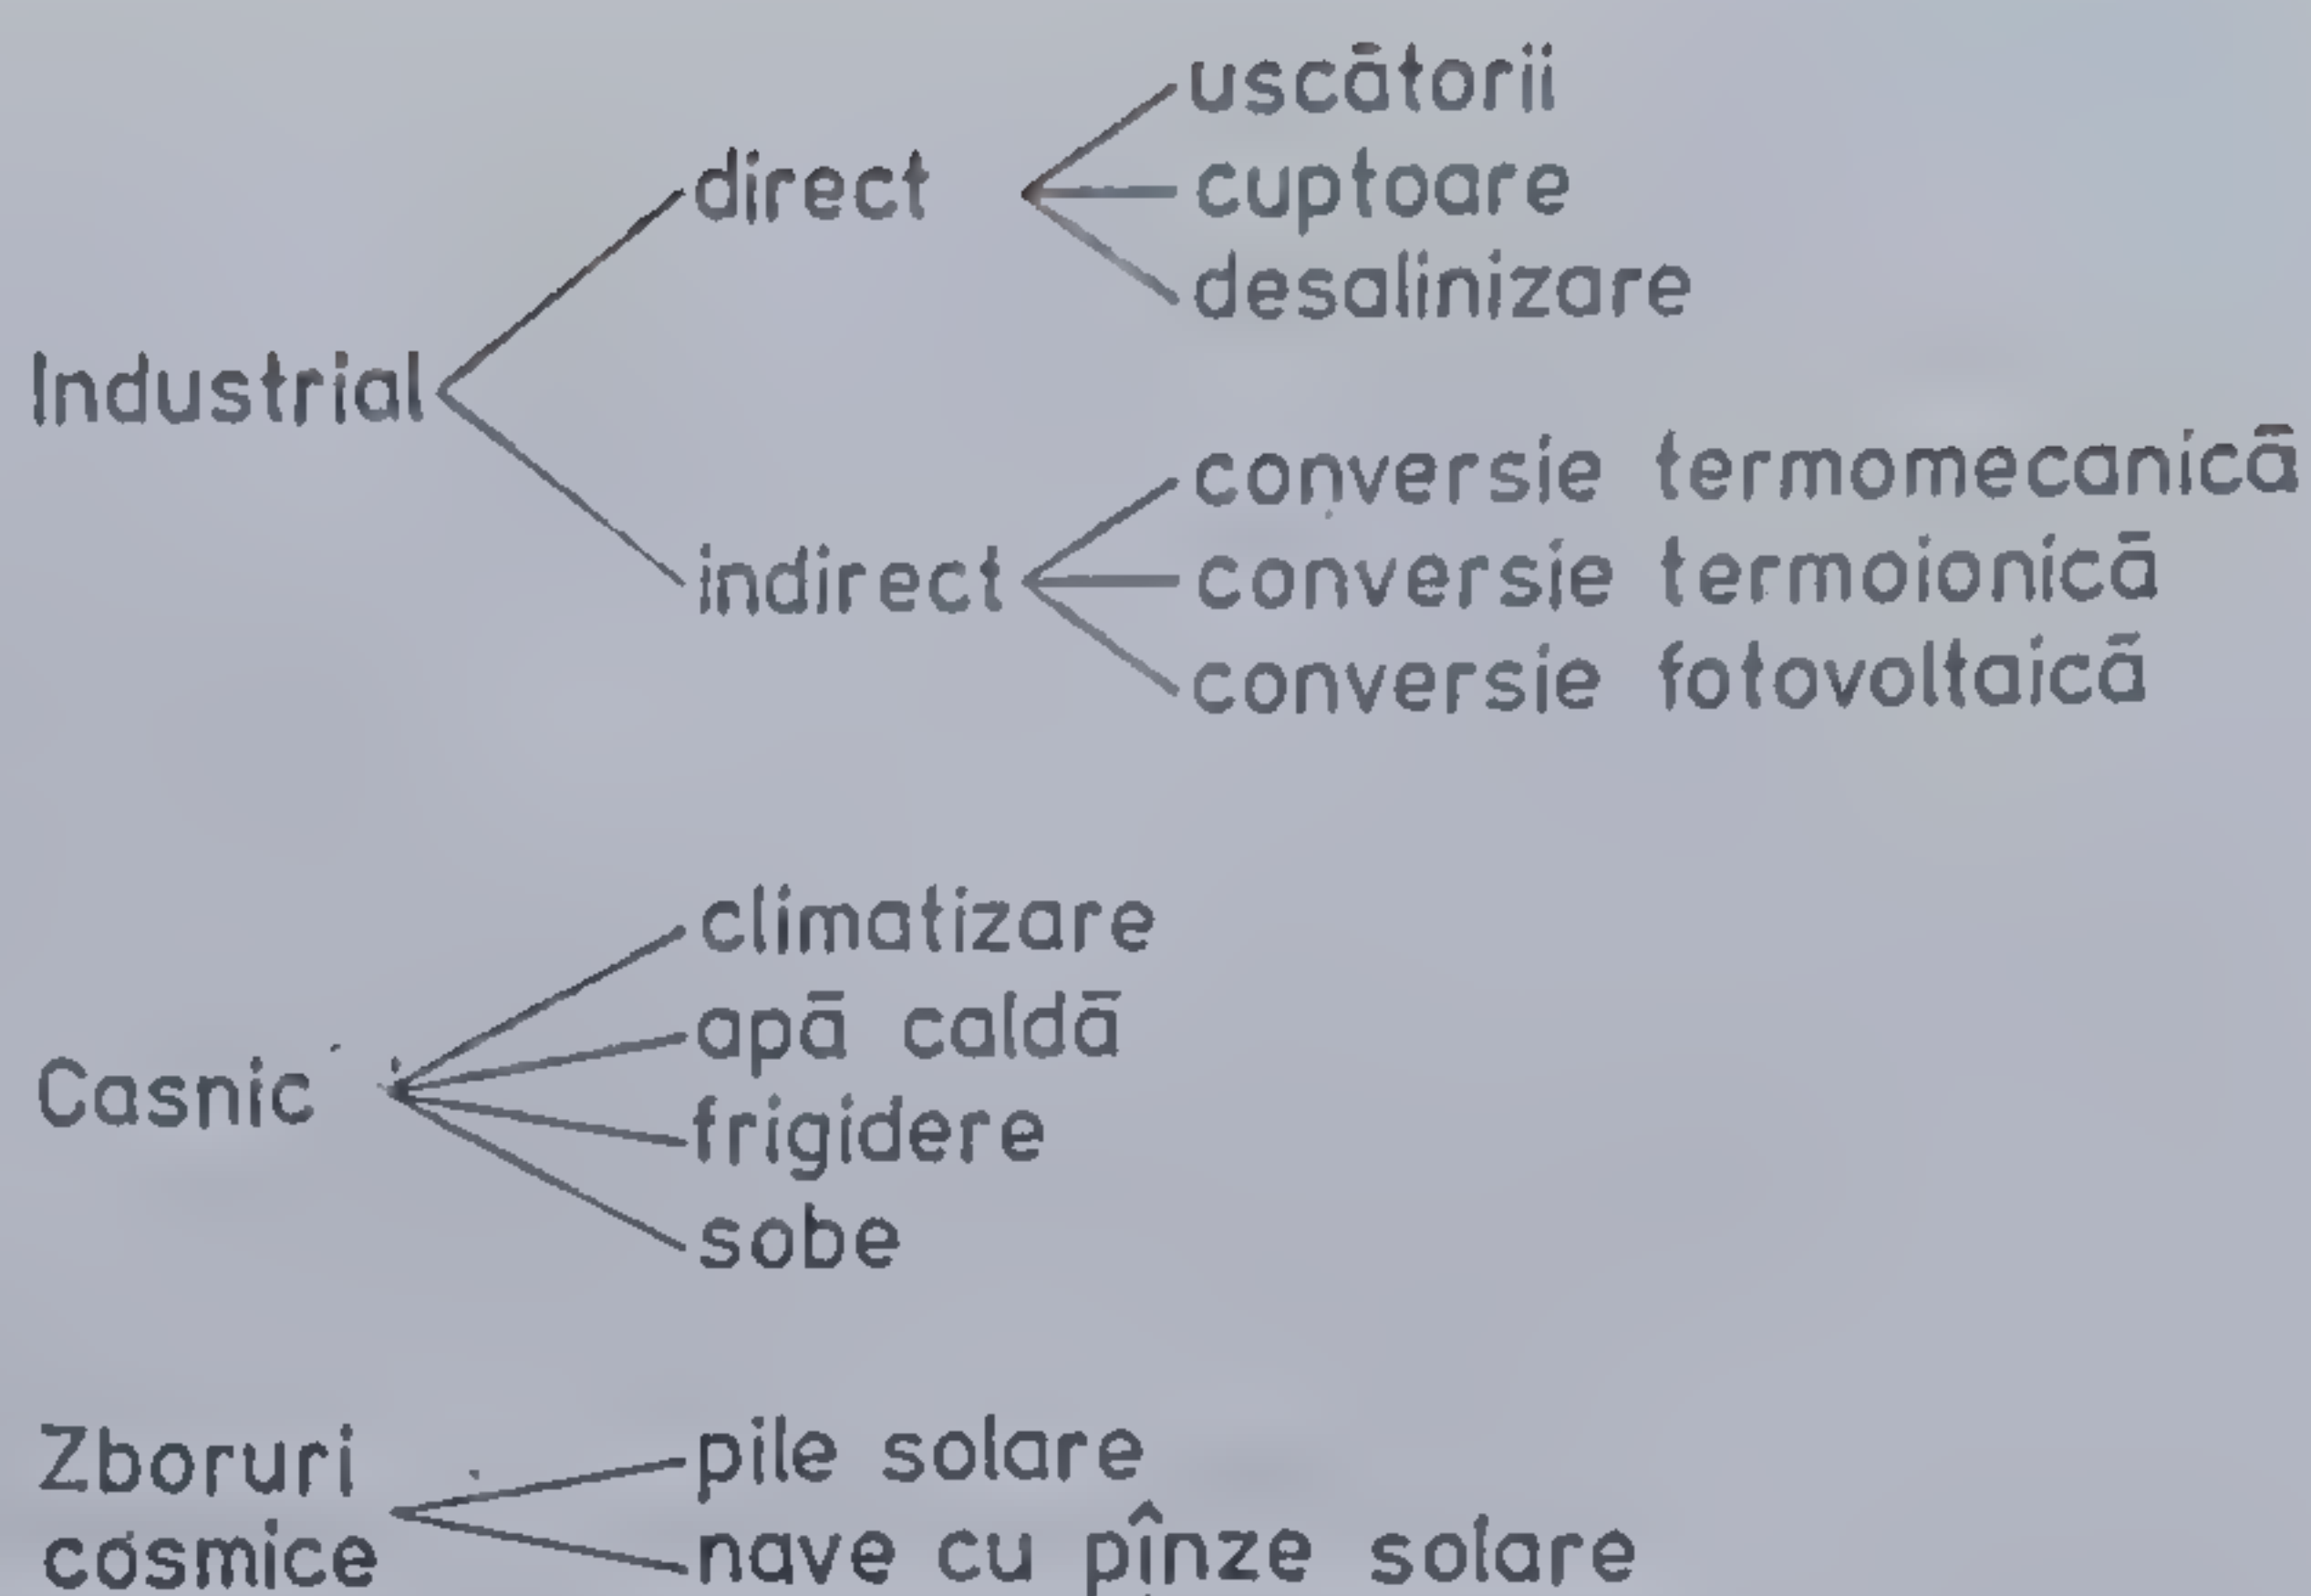 uscătorii
direct
cuptoare
desalinizare
Industrial
conversie termomecanică
indirect
conversie termoionică
conversie fotovoltaică
climatizare
apă caldă
Casnic
frigidere
sobe
Zboruri
cosmice
pile solare
nave cu pînze solare